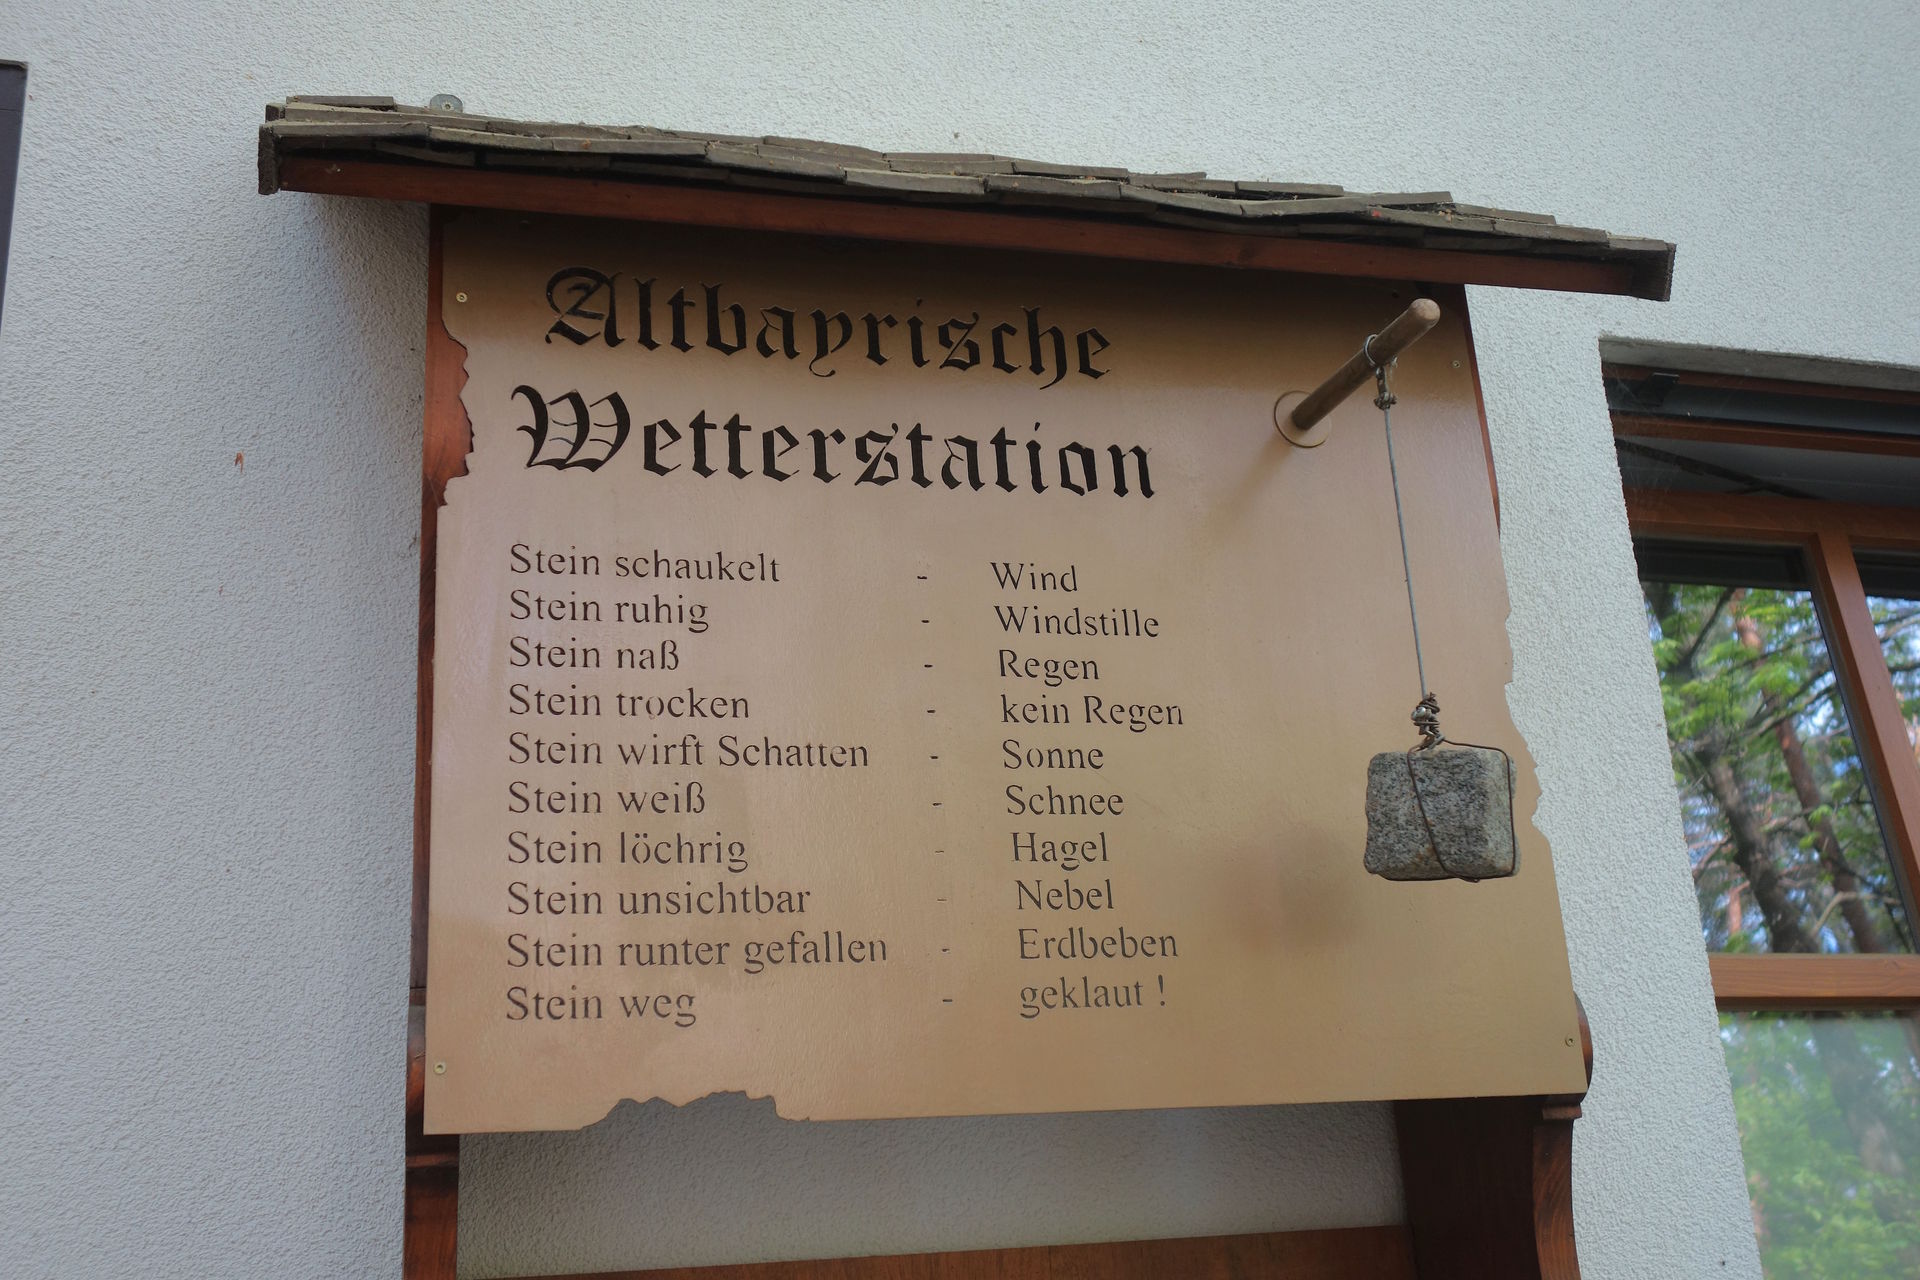 Altbayrische
Wetterstation
Stein schaukelt - Wind
Stein ruhig - Windstille
Stein naß - Regen
Stein trocken - kein Regen
Stein wirft Schatten - Sonne
Stein weiß - Schnee
Stein löchrig - Hagel
Stein unsichtbar - Nebel
Stein runter gefallen - Erdbeben
Stein weg - geklaut !